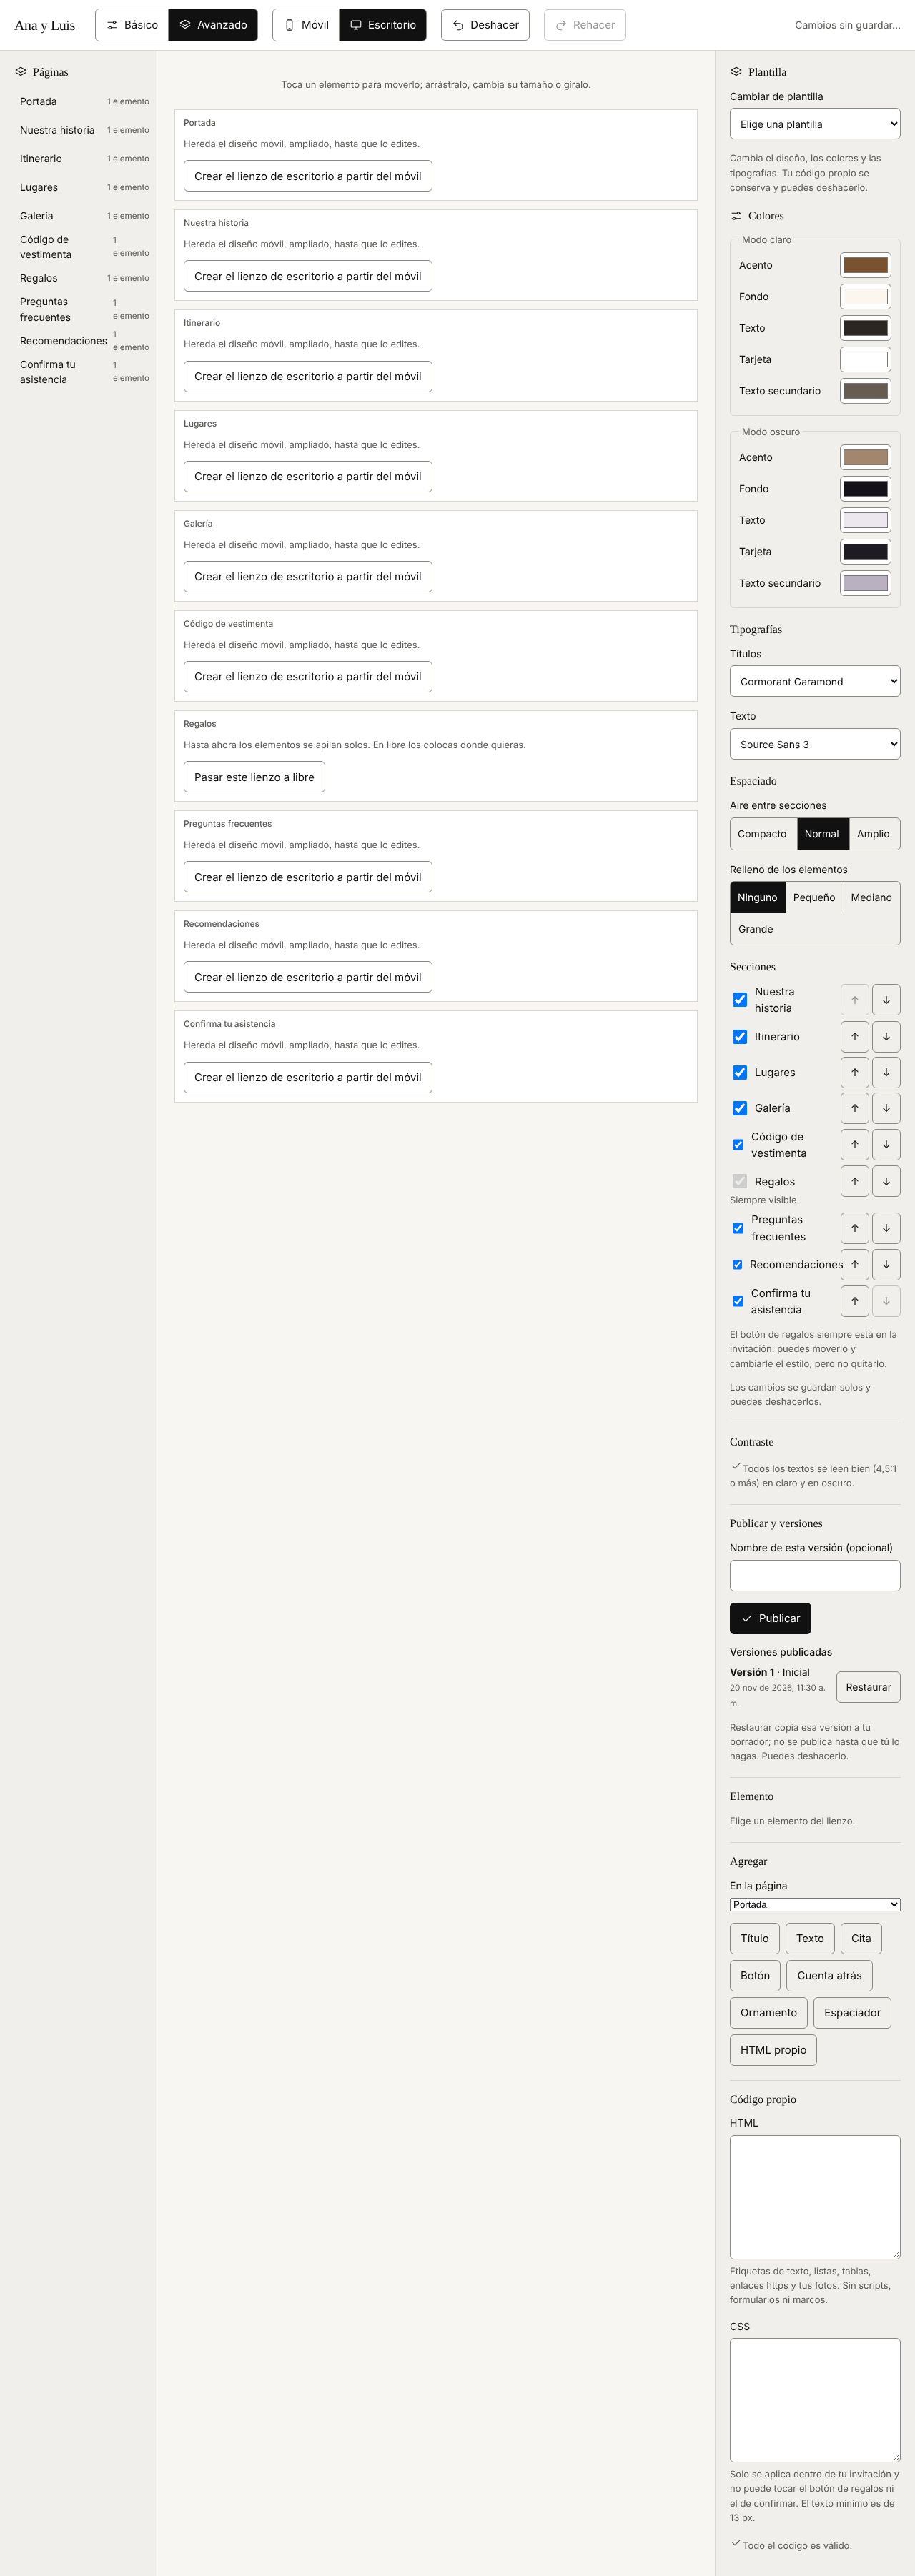 Ana y Luis
Básico
Avanzado
Móvil
Escritorio
Deshacer
Rehacer
Cambios sin guardar...
Páginas
Portada 1 elemento
Nuestra historia 1 elemento
Itinerario 1 elemento
Lugares 1 elemento
Galería 1 elemento
Código de vestimenta 1 elemento
Regalos 1 elemento
Preguntas frecuentes 1 elemento
Recomendaciones 1 elemento
Confirma tu asistencia 1 elemento
Toca un elemento para moverlo; arrástralo, cambia su tamaño o gíralo.
Portada
Hereda el diseño móvil, ampliado, hasta que lo edites.
Crear el lienzo de escritorio a partir del móvil
Nuestra historia
Hereda el diseño móvil, ampliado, hasta que lo edites.
Crear el lienzo de escritorio a partir del móvil
Itinerario
Hereda el diseño móvil, ampliado, hasta que lo edites.
Crear el lienzo de escritorio a partir del móvil
Lugares
Hereda el diseño móvil, ampliado, hasta que lo edites.
Crear el lienzo de escritorio a partir del móvil
Galería
Hereda el diseño móvil, ampliado, hasta que lo edites.
Crear el lienzo de escritorio a partir del móvil
Código de vestimenta
Hereda el diseño móvil, ampliado, hasta que lo edites.
Crear el lienzo de escritorio a partir del móvil
Regalos
Hasta ahora los elementos se apilan solos. En libre los colocas donde quieras.
Pasar este lienzo a libre
Preguntas frecuentes
Hereda el diseño móvil, ampliado, hasta que lo edites.
Crear el lienzo de escritorio a partir del móvil
Recomendaciones
Hereda el diseño móvil, ampliado, hasta que lo edites.
Crear el lienzo de escritorio a partir del móvil
Confirma tu asistencia
Hereda el diseño móvil, ampliado, hasta que lo edites.
Crear el lienzo de escritorio a partir del móvil
Plantilla
Cambiar de plantilla
Elige una plantilla
Cambia el diseño, los colores y las
tipografías. Tu código propio se
conserva y puedes deshacerlo.
Colores
Modo claro
Acento
Fondo
Texto
Tarjeta
Texto secundario
Modo oscuro
Acento
Fondo
Texto
Tarjeta
Texto secundario
Tipografías
Títulos
Cormorant Garamond
Texto
Source Sans 3
Espaciado
Aire entre secciones
Compacto
Normal
Amplio
Relleno de los elementos
Ninguno
Pequeño
Mediano
Grande
Secciones
Nuestra
historia
↑ ↓
Itinerario ↑ ↓
Lugares ↑ ↓
Galería ↑ ↓
Código de
vestimenta
↑ ↓
Regalos ↑ ↓
Siempre visible
Preguntas
frecuentes
↑ ↓
Recomendaciones ↑ ↓
Confirma tu
asistencia
↑ ↓
El botón de regalos siempre está en la
invitación: puedes moverlo y
cambiarle el estilo, pero no quitarlo.
Los cambios se guardan solos y
puedes deshacerlos.
Contraste
Todos los textos se leen bien (4,5:1
o más) en claro y en oscuro.
Publicar y versiones
Nombre de esta versión (opcional)
Publicar
Versiones publicadas
Versión 1 · Inicial
20 nov de 2026, 11:30 a.
m.
Restaurar
Restaurar copia esa versión a tu
borrador; no se publica hasta que tú lo
hagas. Puedes deshacerlo.
Elemento
Elige un elemento del lienzo.
Agregar
En la página
Portada
Título
Texto
Cita
Botón
Cuenta atrás
Ornamento
Espaciador
HTML propio
Código propio
HTML
Etiquetas de texto, listas, tablas,
enlaces https y tus fotos. Sin scripts,
formularios ni marcos.
CSS
Solo se aplica dentro de tu invitación y
no puede tocar el botón de regalos ni
el de confirmar. El texto mínimo es de
13 px.
Todo el código es válido.